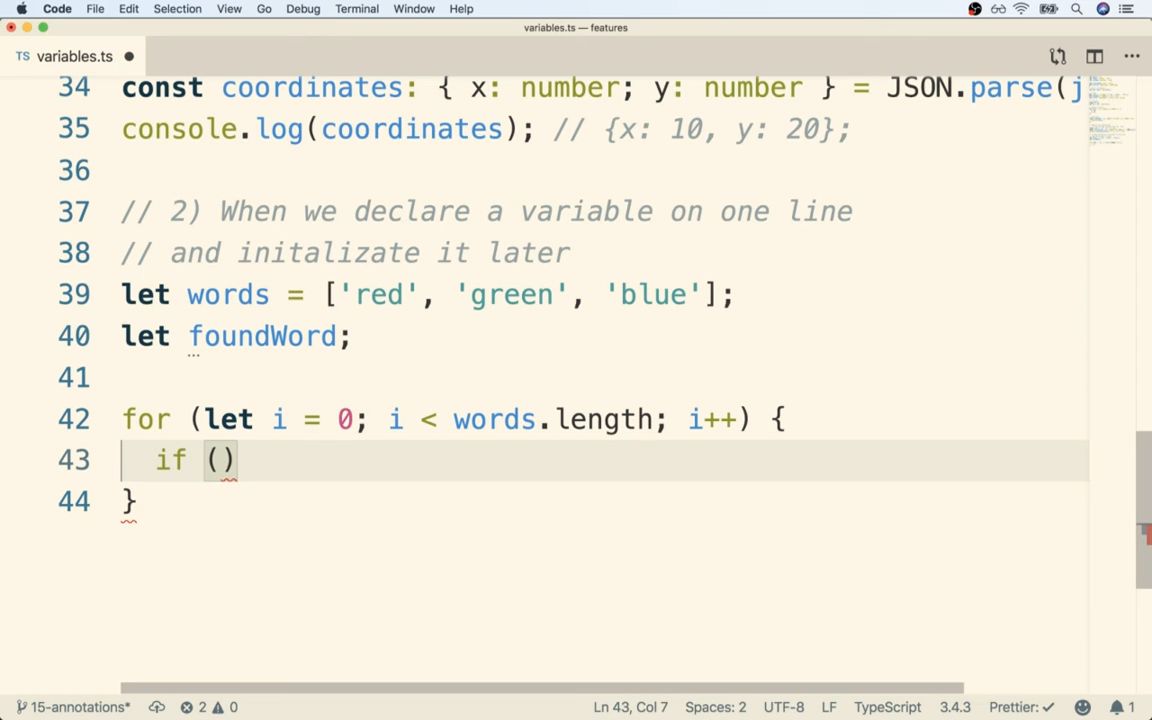 Code File Edit Selection View Go Debug Terminal Window Help
variables.ts — features
TS variables.ts
34 const coordinates: { x: number; y: number } = JSON.parse(j
35 console.log(coordinates); // {x: 10, y: 20};
36
37 // 2) When we declare a variable on one line
38 // and initalizate it later
39 let words = ['red', 'green', 'blue'];
40 let foundWord;
41
42 for (let i = 0; i < words.length; i++) {
43 if ()
44 }
15-annotations* 2 0 Ln 43, Col 7 Spaces: 2 UTF-8 LF TypeScript 3.4.3 Prettier: ✓ 1